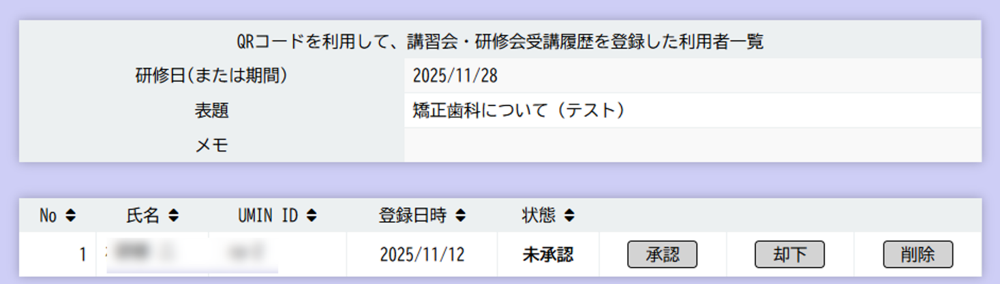 QRコードを利用して、講習会・研修会受講履歴を登録した利用者一覧
研修日(または期間) 2025/11/28
表題 矯正歯科について（テスト）
メモ
No 氏名 UMIN ID 登録日時 状態
1 2025/11/12 未承認 承認 却下 削除